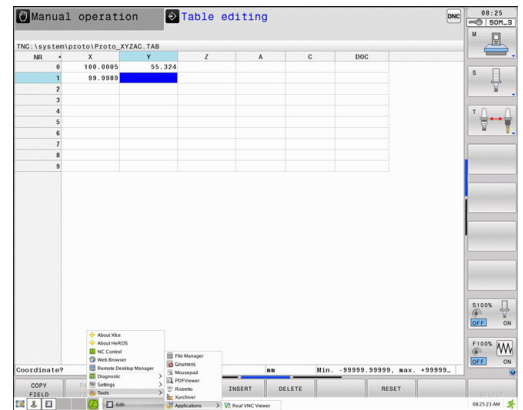 Manual operation
Table editing
DNC
08:25
SOM_3
TNC:\system\proto\Proto_XYZAC.TAB
NR X Y Z A C DOC
0 100.0005 55.324
1 99.9989
2
3
4
5
6
7
8
9
M
S
T
S100%
OFF ON
F100%
OFF ON
About Xfce
About HeROS
NC Control
Web Browser
Remote Desktop Manager
Diagnostic
Settings
Tools
File Manager
Gnumeric
Mousepad
PDFViewer
Ristretto
Xarchiver
Applications
Real VNC Viewer
Coordinate? mm Min. -99999.99999, max. +99999…
COPY
FIELD
INSERT
DELETE
RESET
Edit
08:25:23 AM